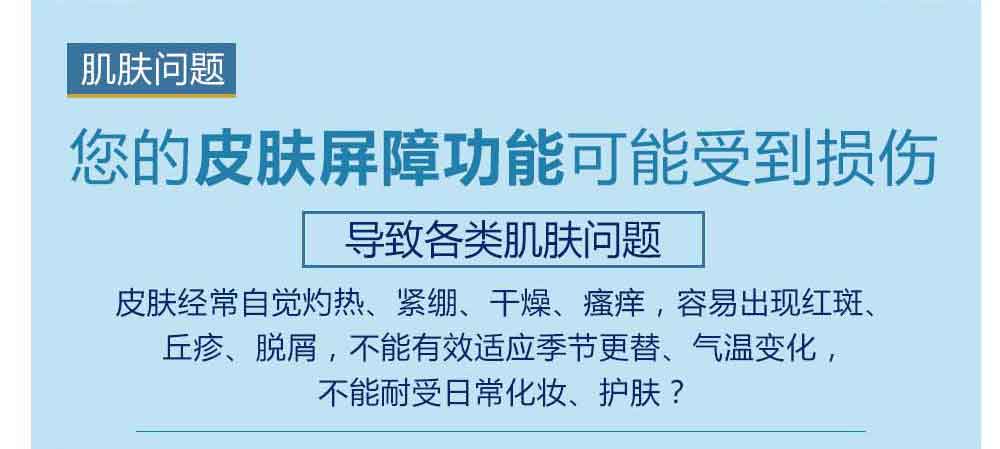 肌肤问题
您的皮肤屏障功能可能受到损伤
导致各类肌肤问题
皮肤经常自觉灼热、紧绷、干燥、瘙痒，容易出现红斑、
丘疹、脱屑，不能有效适应季节更替、气温变化，
不能耐受日常化妆、护肤？